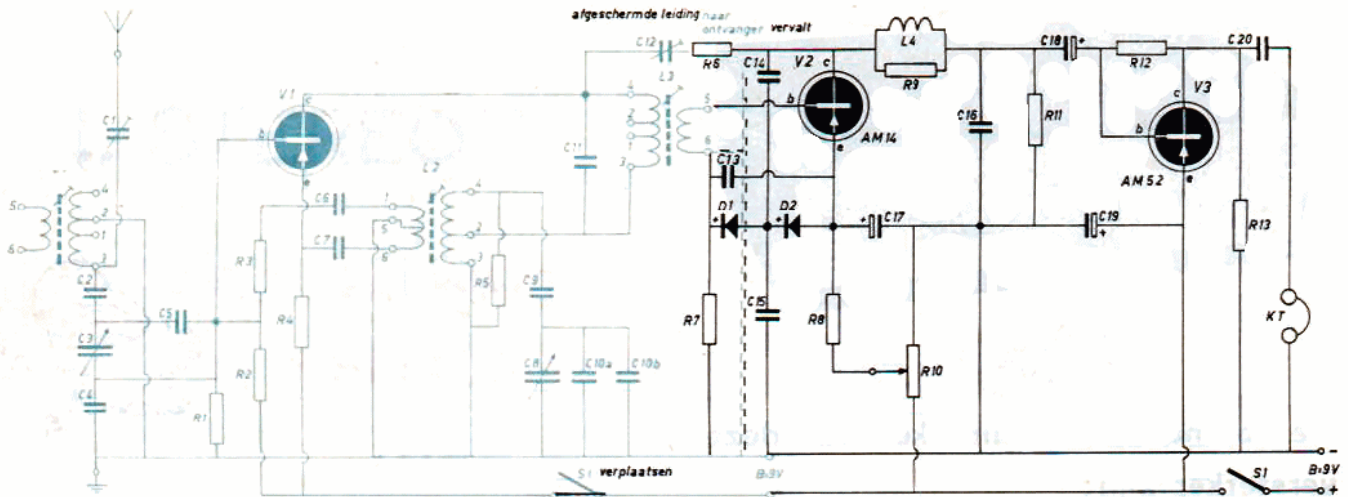 afgeschermde leiding naar
ontvanger vervalt
C12
R6
C14
V2
L4
R9
C18
R12
C20
V1
c
b
e
L3
4
2
1
3
5
6
c
b
e
AM14
C16
R11
c
V3
b
e
AM52
C1
C11
C13
L2
5
6
4
2
1
3
C6
C7
1
5
6
4
2
3
D1
D2
C17
C19
R13
+
+
+
+
+
C2
R3
R4
R5
C9
C5
R7
C15
R8
KT
C3
R2
C8
C10a
C10b
R10
C4
R1
S1
verplaatsen
B=9V
S1
B=9V
-
+